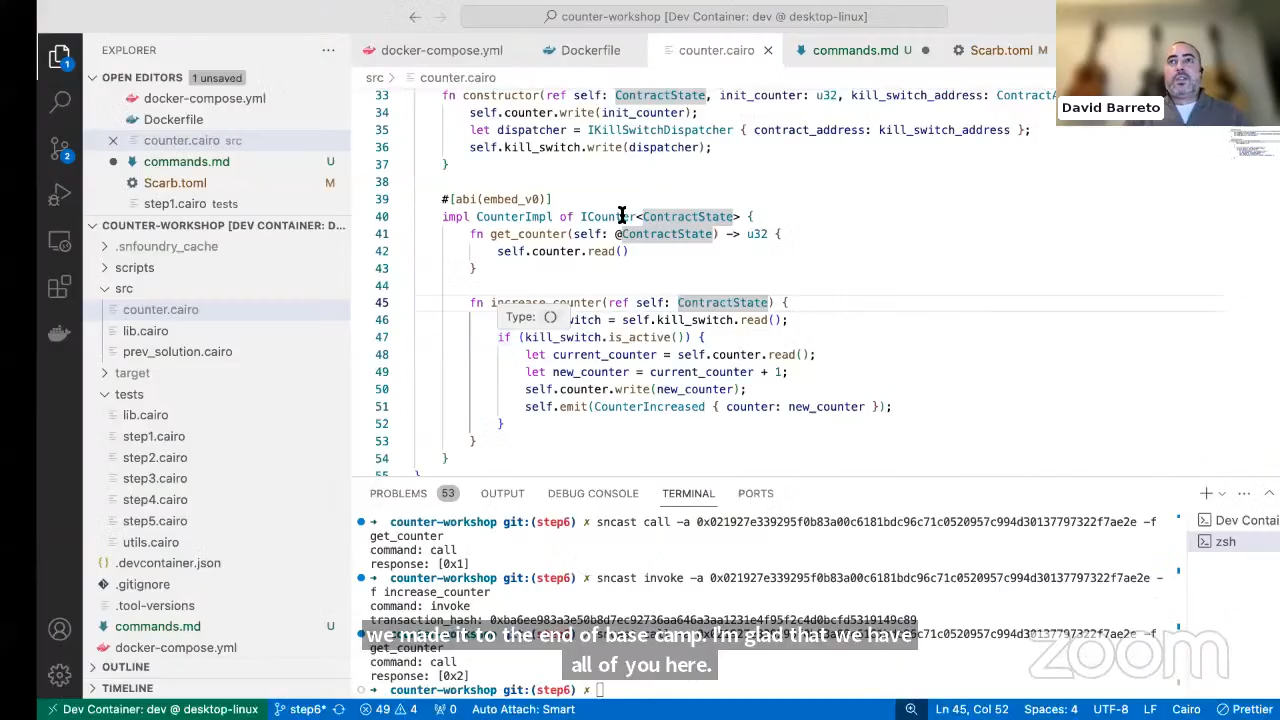 counter-workshop [Dev Container: dev @ desktop-linux]
EXPLORER
OPEN EDITORS 1 unsaved
docker-compose.yml
Dockerfile
counter.cairo src
commands.md U
Scarb.toml M
step1.cairo tests
COUNTER-WORKSHOP [DEV CONTAINER: D...
.snfoundry_cache
scripts
src
counter.cairo
lib.cairo
prev_solution.cairo
target
tests
lib.cairo
step1.cairo
step2.cairo
step3.cairo
step4.cairo
step5.cairo
utils.cairo
.devcontainer.json
.gitignore
.tool-versions
commands.md U
docker-compose.yml
OUTLINE
TIMELINE
docker-compose.yml
Dockerfile
counter.cairo
commands.md U
Scarb.toml M
src > counter.cairo
33 fn constructor(ref self: ContractState, init_counter: u32, kill_switch_address: ContractA
34 self.counter.write(init_counter);
35 let dispatcher = IKillSwitchDispatcher { contract_address: kill_switch_address };
36 self.kill_switch.write(dispatcher);
37 }
38
39 #[abi(embed_v0)]
40 impl CounterImpl of ICounter<ContractState> {
41 fn get_counter(self: @ContractState) -> u32 {
42 self.counter.read()
43 }
44
45 fn increase_counter(ref self: ContractState) {
Type: ()
46 witch = self.kill_switch.read();
47 if (kill_switch.is_active()) {
48 let current_counter = self.counter.read();
49 let new_counter = current_counter + 1;
50 self.counter.write(new_counter);
51 self.emit(CounterIncreased { counter: new_counter });
52 }
53 }
54 }
55 }
David Barreto
PROBLEMS 53 OUTPUT DEBUG CONSOLE TERMINAL PORTS
counter-workshop git:(step6) ✗ sncast call -a 0x021927e339295f0b83a00c6181bdc96c71c0520957c994d30137797322f7ae2e -f
get_counter
command: call
response: [0x1]
counter-workshop git:(step6) ✗ sncast invoke -a 0x021927e339295f0b83a00c6181bdc96c71c0520957c994d30137797322f7ae2e -
f increase_counter
command: invoke
transaction_hash: 0xba6ee983a3e50b8d7ec92736aa646a3aa1231e4f95f2c4d0bcfd5319149c89
get_counter
command: call
response: [0x2]
counter-workshop git:(step6) ✗
Dev Contai
zsh
we made it to the end of base camp. I'm glad that we have
all of you here.
zoom
Dev Container: dev @ desktop-linux step6* 49 4 0 Auto Attach: Smart Ln 45, Col 52 Spaces: 4 UTF-8 LF Cairo Prettier